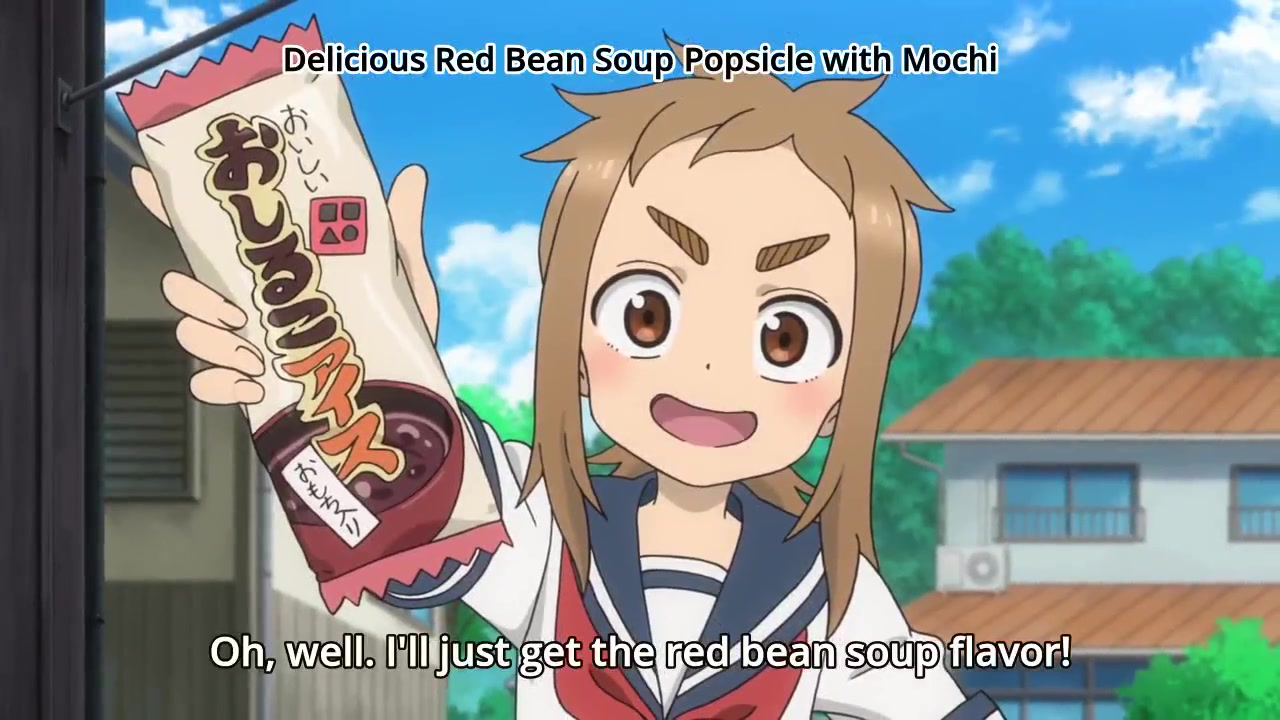 Delicious Red Bean Soup Popsicle with Mochi
おいしい
おしるこアイス
おもち入り
Oh, well. I'll just get the red bean soup flavor!